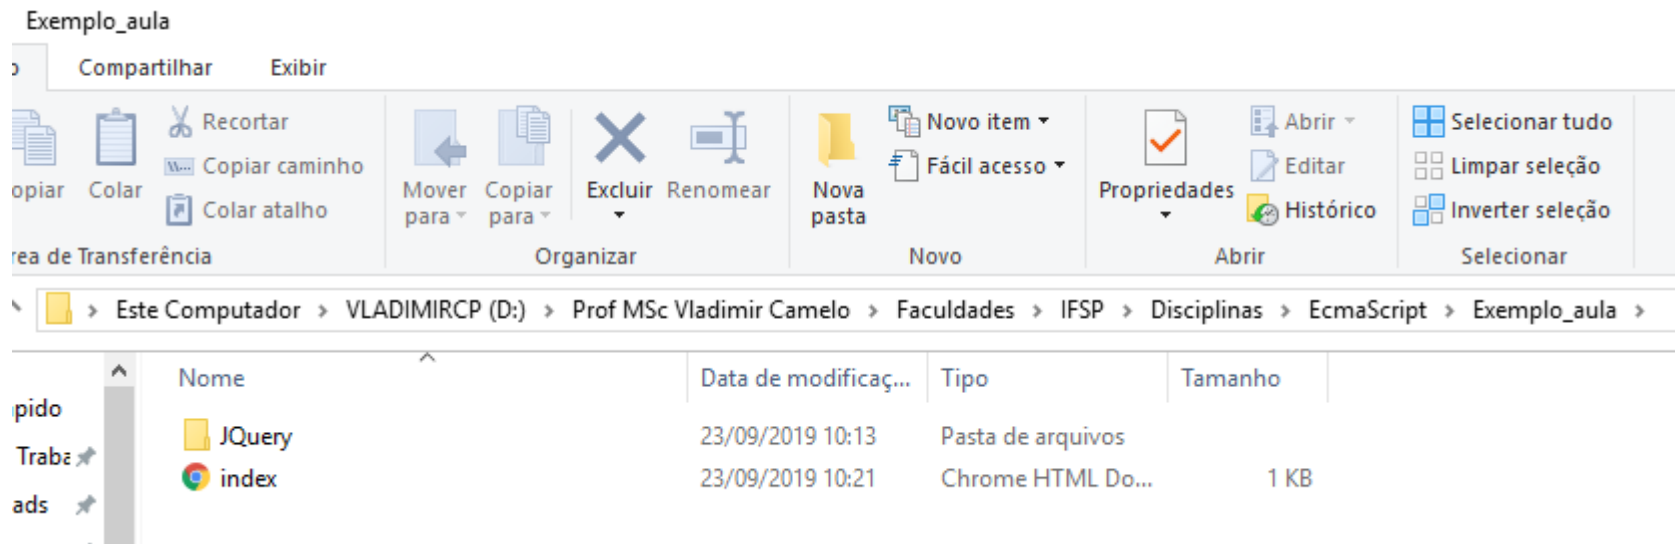 Exemplo_aula
Compartilhar Exibir
Recortar
Copiar caminho
Colar atalho
opiar Colar
Mover para
Copiar para
Excluir Renomear
Nova pasta
Novo item
Fácil acesso
Propriedades
Abrir
Editar
Histórico
Selecionar tudo
Limpar seleção
Inverter seleção
rea de Transferência Organizar Novo Abrir Selecionar
Este Computador > VLADIMIRCP (D:) > Prof MSc Vladimir Camelo > Faculdades > IFSP > Disciplinas > EcmaScript > Exemplo_aula >
Nome Data de modificaç... Tipo Tamanho
pido
Traba
ads
JQuery 23/09/2019 10:13 Pasta de arquivos
index 23/09/2019 10:21 Chrome HTML Do... 1 KB